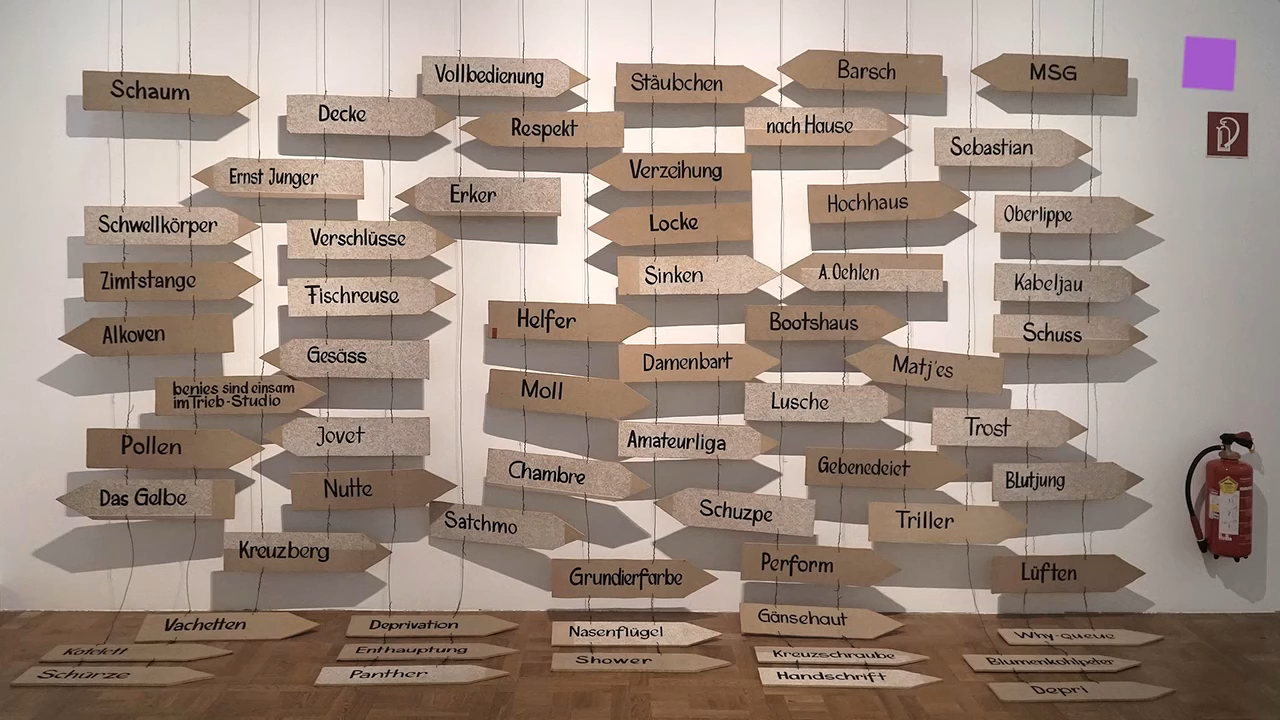 Schaum
Decke
Vollbedienung
Stäubchen
Barsch
MSG
Respekt
nach Hause
Sebastian
Ernst Junger
Erker
Verzeihung
Hochhaus
Oberlippe
Schwellkörper
Verschlüsse
Locke
Zimtstange
Fischreuse
Sinken
A. Oehlen
Kabeljau
Alkoven
Gesäss
Helfer
Bootshaus
Schuss
Damenbart
Matj'es
benies sind einsam
im Trieb-Studio
Moll
Lusche
Pollen
Jovet
Amateurliga
Trost
Das Gelbe
Nutte
Chambre
Gebenedeiet
Blutjung
Satchmo
Schuzpe
Triller
Kreuzberg
Grundierfarbe
Perform
Lüften
Vachetten
Deprivation
Nasenflügel
Gänsehaut
Why-queue
Kotelett
Enthauptung
Shower
Kreuzschraube
Blumenkohlpeter
Schürze
Panther
Handschrift
Depri